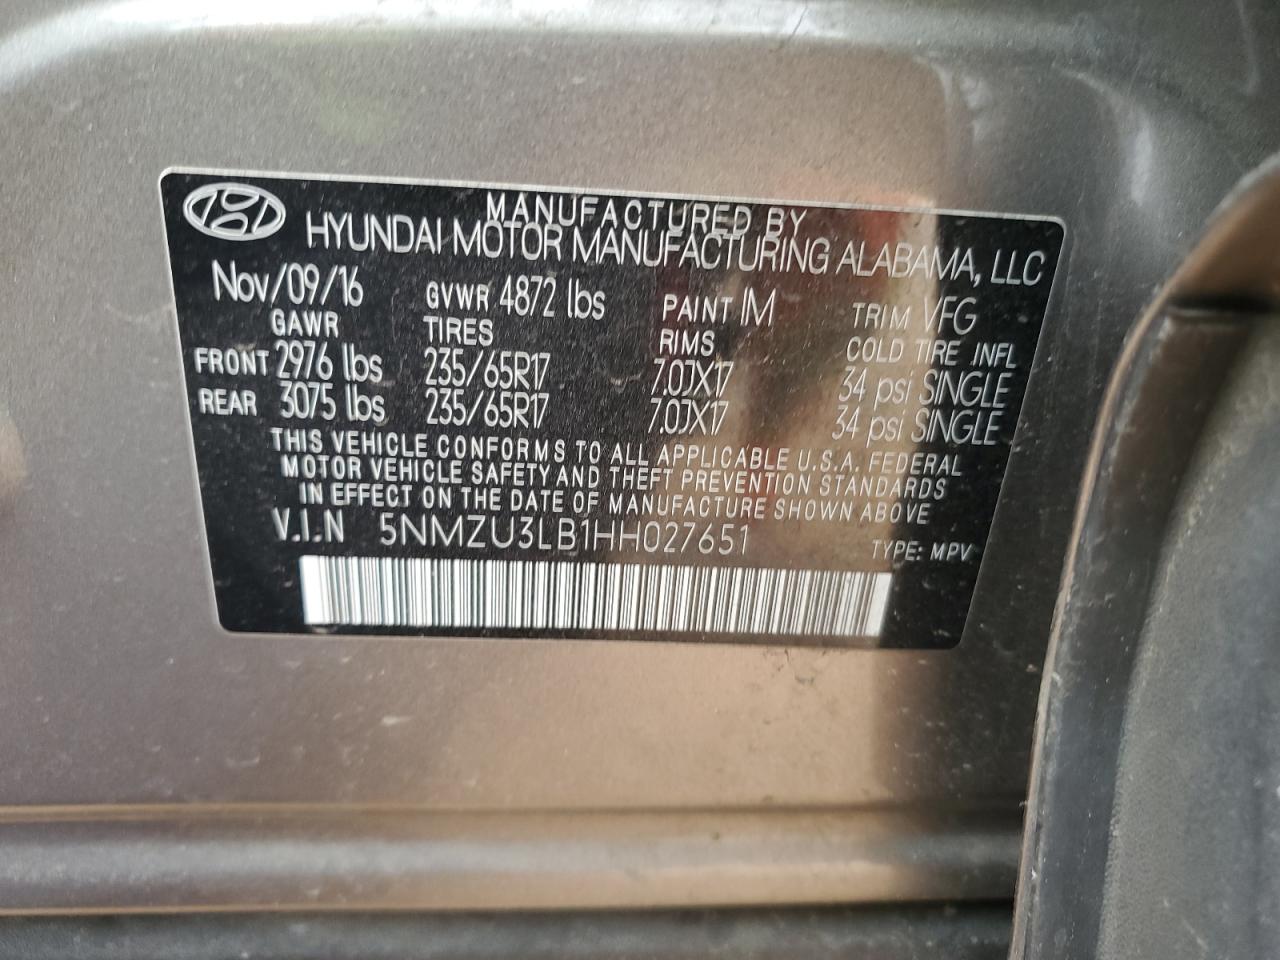 MANUFACTURED BY
HYUNDAI MOTOR MANUFACTURING ALABAMA, LLC
Nov/09/16 GVWR 4872 lbs PAINT IM TRIM VFG
GAWR TIRES RIMS COLD TIRE INFL
FRONT 2976 lbs 235/65R17 7.0JX17 34 psi SINGLE
REAR 3075 lbs 235/65R17 7.0JX17 34 psi SINGLE
THIS VEHICLE CONFORMS TO ALL APPLICABLE U.S.A. FEDERAL
MOTOR VEHICLE SAFETY AND THEFT PREVENTION STANDARDS
IN EFFECT ON THE DATE OF MANUFACTURE SHOWN ABOVE
V.I.N 5NMZU3LB1HH027651 TYPE: MPV